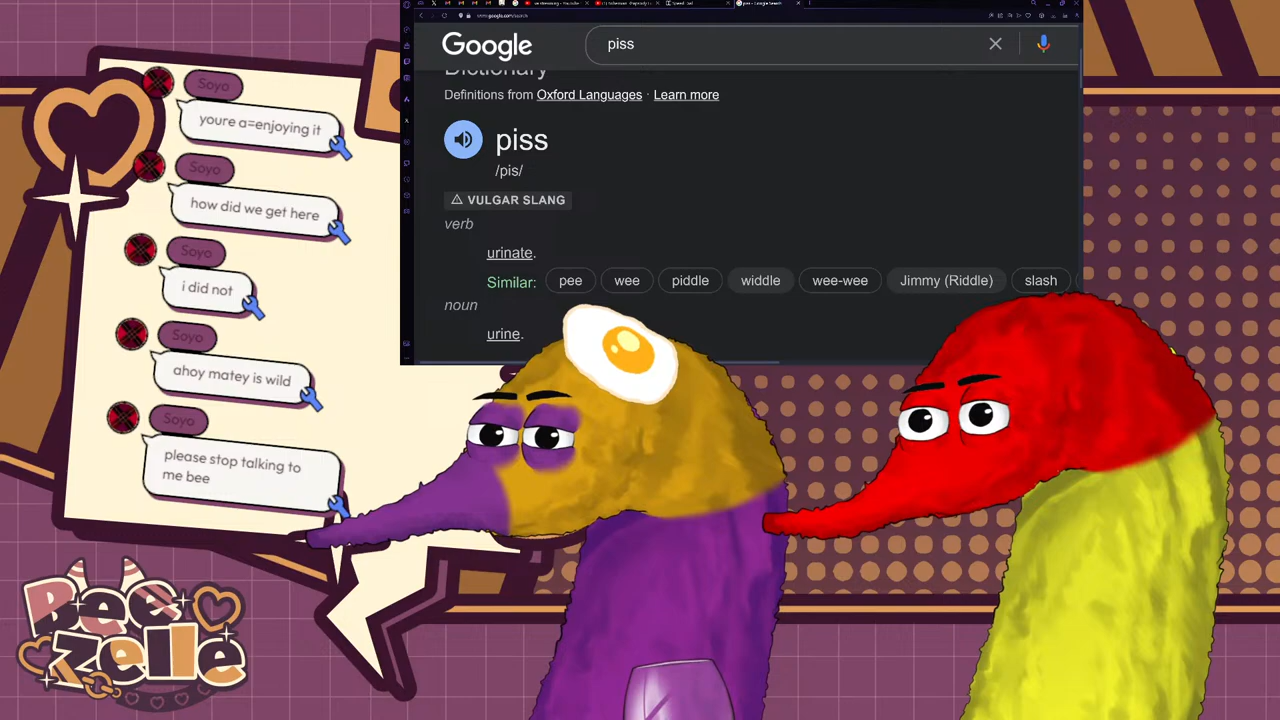 Google
piss
Dictionary
Definitions from Oxford Languages · Learn more
piss
/pis/
VULGAR SLANG
verb
urinate.
Similar:
pee
wee
piddle
widdle
wee-wee
Jimmy (Riddle)
slash
noun
urine.
Soyo
youre a=enjoying it
Soyo
how did we get here
Soyo
i did not
Soyo
ahoy matey is wild
Soyo
please stop talking to
me bee
Bee
Zelle